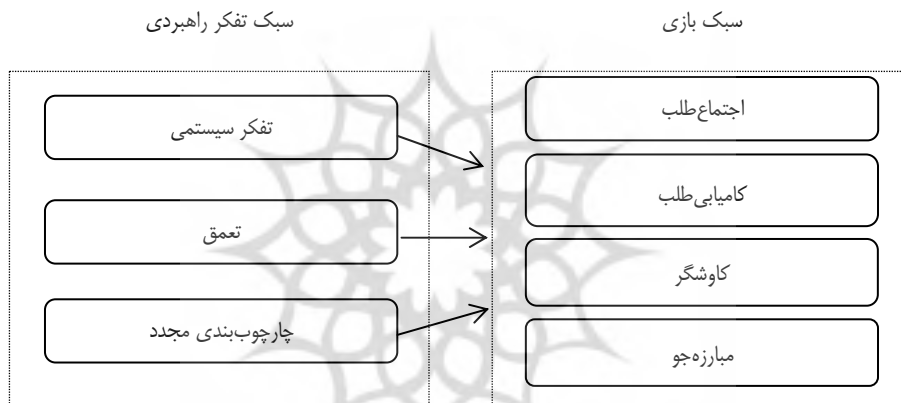 سبک بازی
سبک تفکر راهبردی
اجتماع‌طلب
کامیابی‌طلب
کاوشگر
مبارزه‌جو
تفکر سیستمی
تعمق
چارچوب‌بندی مجدد